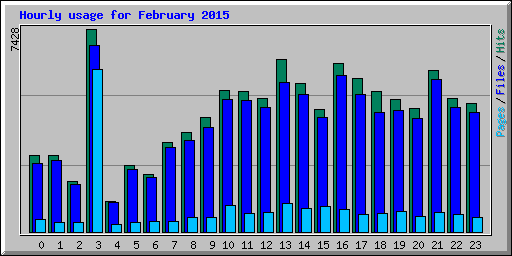 Hourly usage for February 2015
7428
Pages/Files/Hits
0 1 2 3 4 5 6 7 8 9 10 11 12 13 14 15 16 17 18 19 20 21 22 23